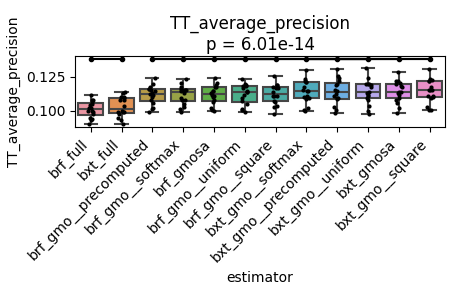 TT_average_precision
p = 6.01e-14
TT_average_precision
0.125
0.100
brf_full
bxt_full
brf_gmo__precomputed
brf_gmo__softmax
brf_gmosa
brf_gmo__uniform
brf_gmo__square
bxt_gmo__softmax
bxt_gmo__precomputed
bxt_gmo__uniform
bxt_gmosa
bxt_gmo__square
estimator